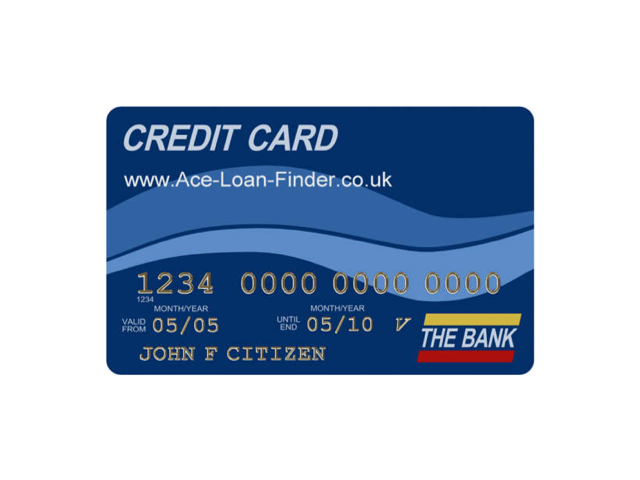 CREDIT CARD
www.Ace-Loan-Finder.co.uk
1234 0000 0000 0000
1234
MONTH/YEAR MONTH/YEAR
VALID FROM 05/05 UNTIL END 05/10 V
THE BANK
JOHN F CITIZEN